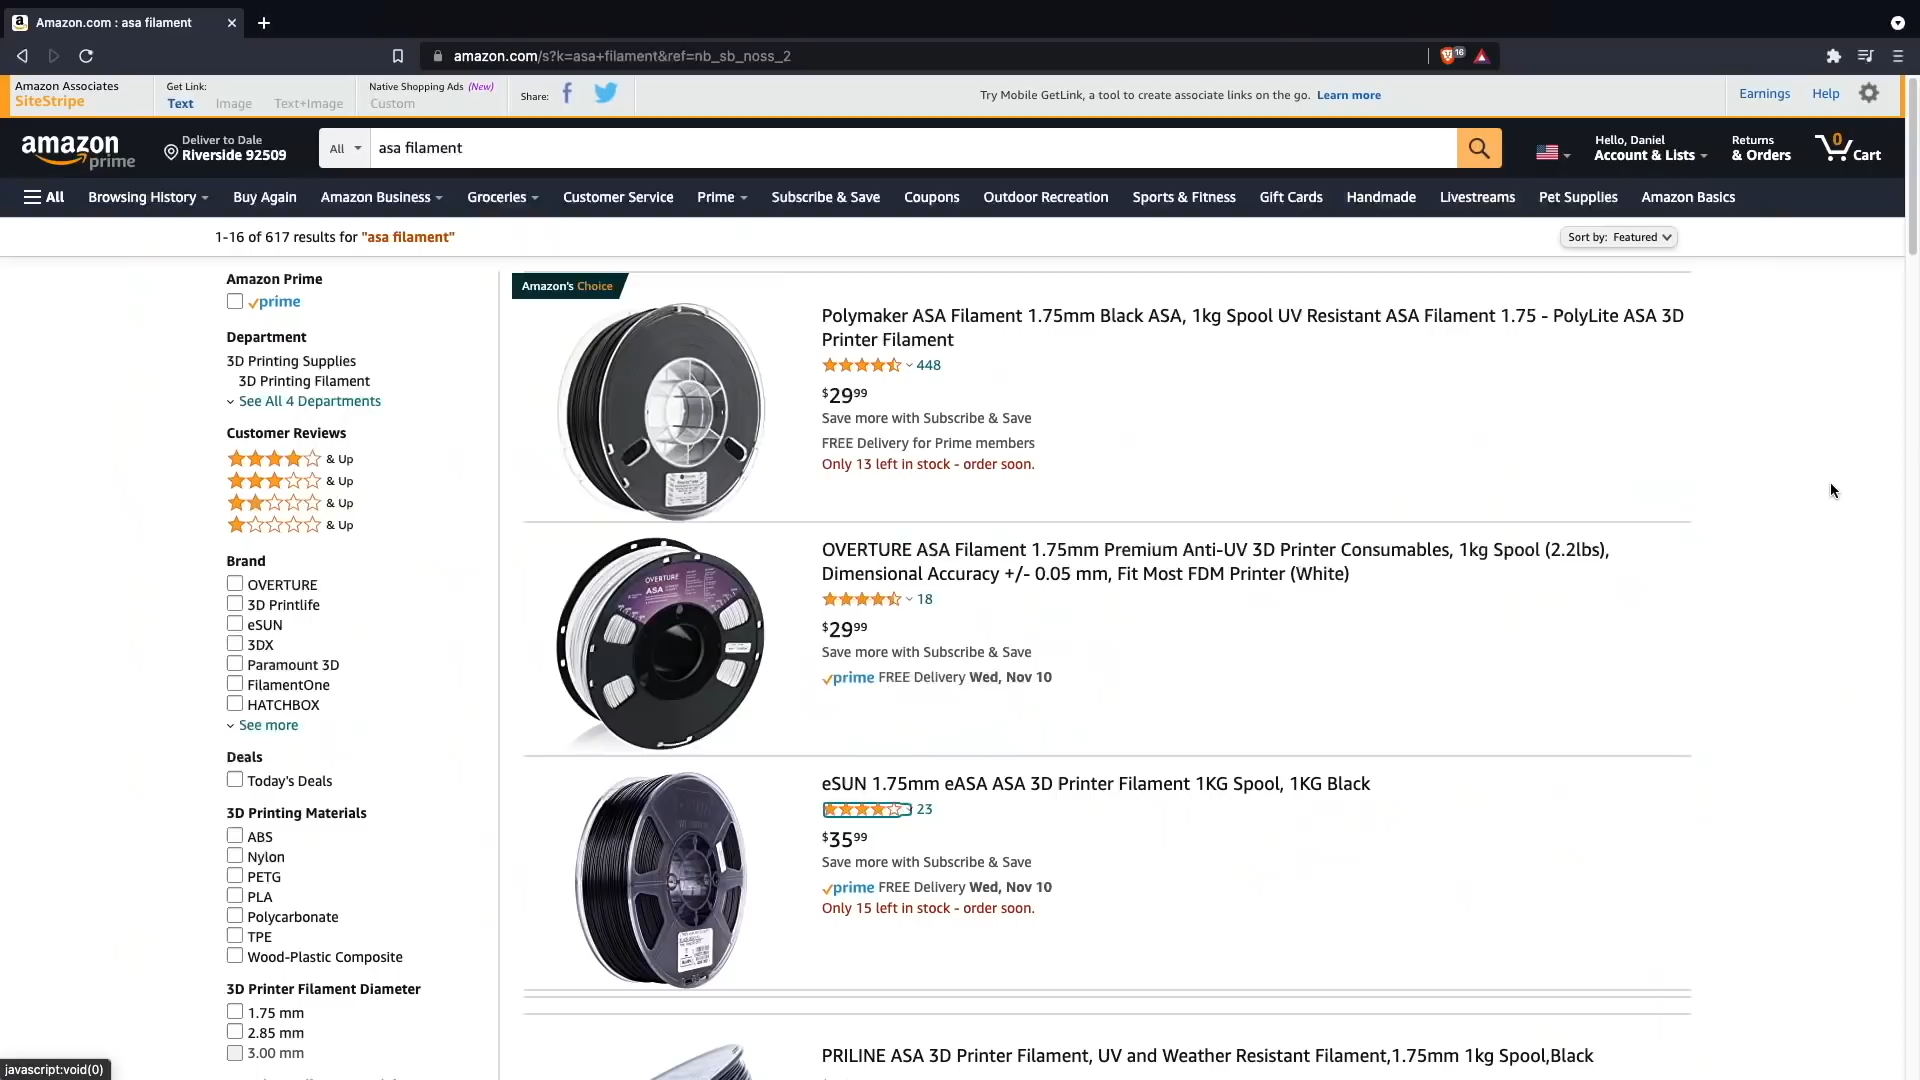 Amazon.com : asa filament
amazon.com/s?k=asa+filament&ref=nb_sb_noss_2
16
Amazon Associates
SiteStripe
Get Link:
Text Image Text+Image
Native Shopping Ads (New)
Custom
Share:
Try Mobile GetLink, a tool to create associate links on the go. Learn more
Earnings Help
amazon prime
Deliver to Dale
Riverside 92509
All
asa filament
Hello, Daniel
Account & Lists
Returns
& Orders
0
Cart
All Browsing History Buy Again Amazon Business Groceries Customer Service Prime Subscribe & Save Coupons Outdoor Recreation Sports & Fitness Gift Cards Handmade Livestreams Pet Supplies Amazon Basics
1-16 of 617 results for "asa filament"
Sort by: Featured
Amazon Prime
prime
Department
3D Printing Supplies
3D Printing Filament
See All 4 Departments
Customer Reviews
& Up
& Up
& Up
& Up
Brand
OVERTURE
3D Printlife
eSUN
3DX
Paramount 3D
FilamentOne
HATCHBOX
See more
Deals
Today's Deals
3D Printing Materials
ABS
Nylon
PETG
PLA
Polycarbonate
TPE
Wood-Plastic Composite
3D Printer Filament Diameter
1.75 mm
2.85 mm
3.00 mm
Amazon's Choice
Polymaker ASA Filament 1.75mm Black ASA, 1kg Spool UV Resistant ASA Filament 1.75 - PolyLite ASA 3D
Printer Filament
448
$29.99
Save more with Subscribe & Save
FREE Delivery for Prime members
Only 13 left in stock - order soon.
OVERTURE
ASA
OVERTURE ASA Filament 1.75mm Premium Anti-UV 3D Printer Consumables, 1kg Spool (2.2lbs),
Dimensional Accuracy +/- 0.05 mm, Fit Most FDM Printer (White)
18
$29.99
Save more with Subscribe & Save
prime FREE Delivery Wed, Nov 10
eSUN 1.75mm eASA ASA 3D Printer Filament 1KG Spool, 1KG Black
23
$35.99
Save more with Subscribe & Save
prime FREE Delivery Wed, Nov 10
Only 15 left in stock - order soon.
PRILINE ASA 3D Printer Filament, UV and Weather Resistant Filament,1.75mm 1kg Spool,Black
javascript:void(0)